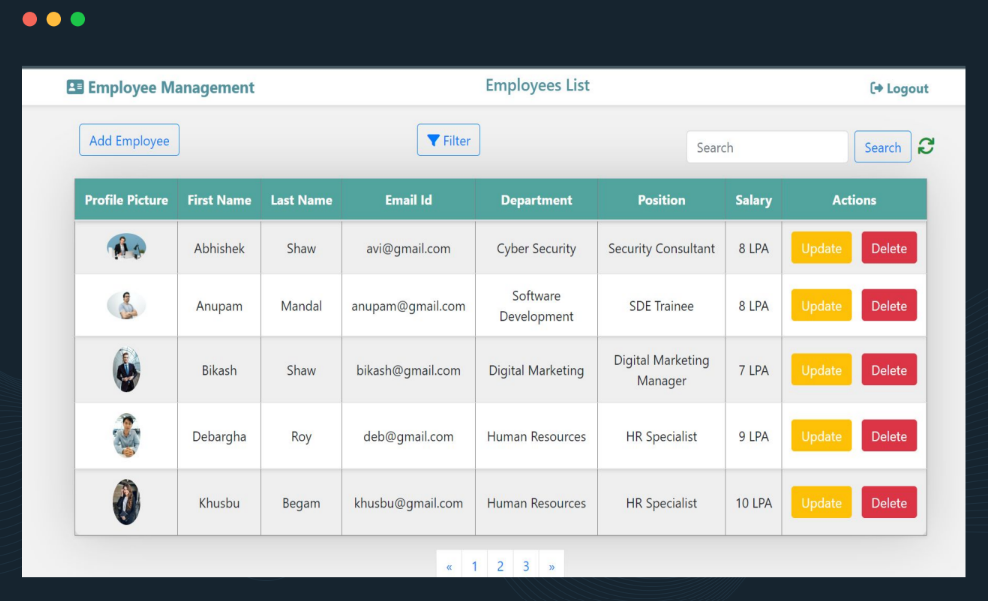 Employee Management
Employees List
Logout
Add Employee
Filter
Search
Search
Profile Picture First Name Last Name Email Id Department Position Salary Actions
Abhishek Shaw avi@gmail.com Cyber Security Security Consultant 8 LPA Update Delete
Anupam Mandal anupam@gmail.com Software Development SDE Trainee 8 LPA Update Delete
Bikash Shaw bikash@gmail.com Digital Marketing Digital Marketing Manager 7 LPA Update Delete
Debargha Roy deb@gmail.com Human Resources HR Specialist 9 LPA Update Delete
Khusbu Begam khusbu@gmail.com Human Resources HR Specialist 10 LPA Update Delete
« 1 2 3 »